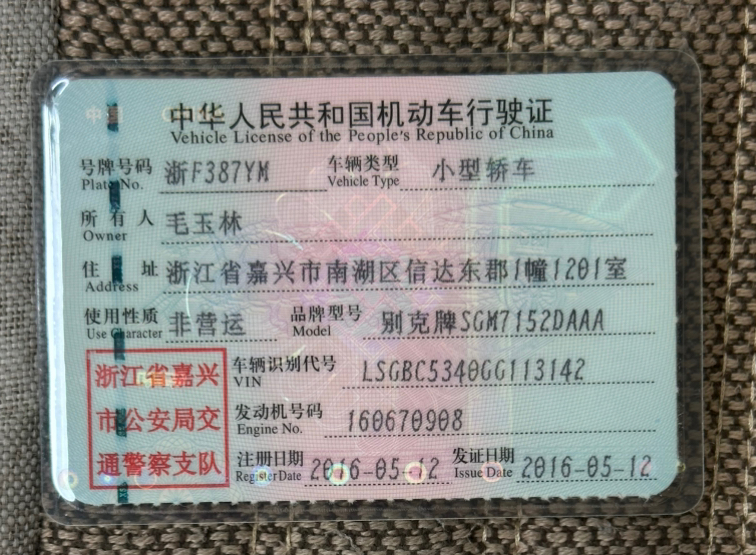 中华人民共和国机动车行驶证
Vehicle License of the People's Republic of China
号牌号码 浙F387YM 车辆类型 小型轿车
Plate No. Vehicle Type
所有人 毛玉林
Owner
住址 浙江省嘉兴市南湖区信达东郡1幢1201室
Address
使用性质 非营运 品牌型号 别克牌SGM7152DAAA
Use Character Model
浙江省嘉兴 车辆识别代号 LSGBC5340GG113142
VIN
市公安局交 发动机号码 160670908
Engine No.
通警察支队 注册日期 2016-05-12 发证日期 2016-05-12
Register Date Issue Date